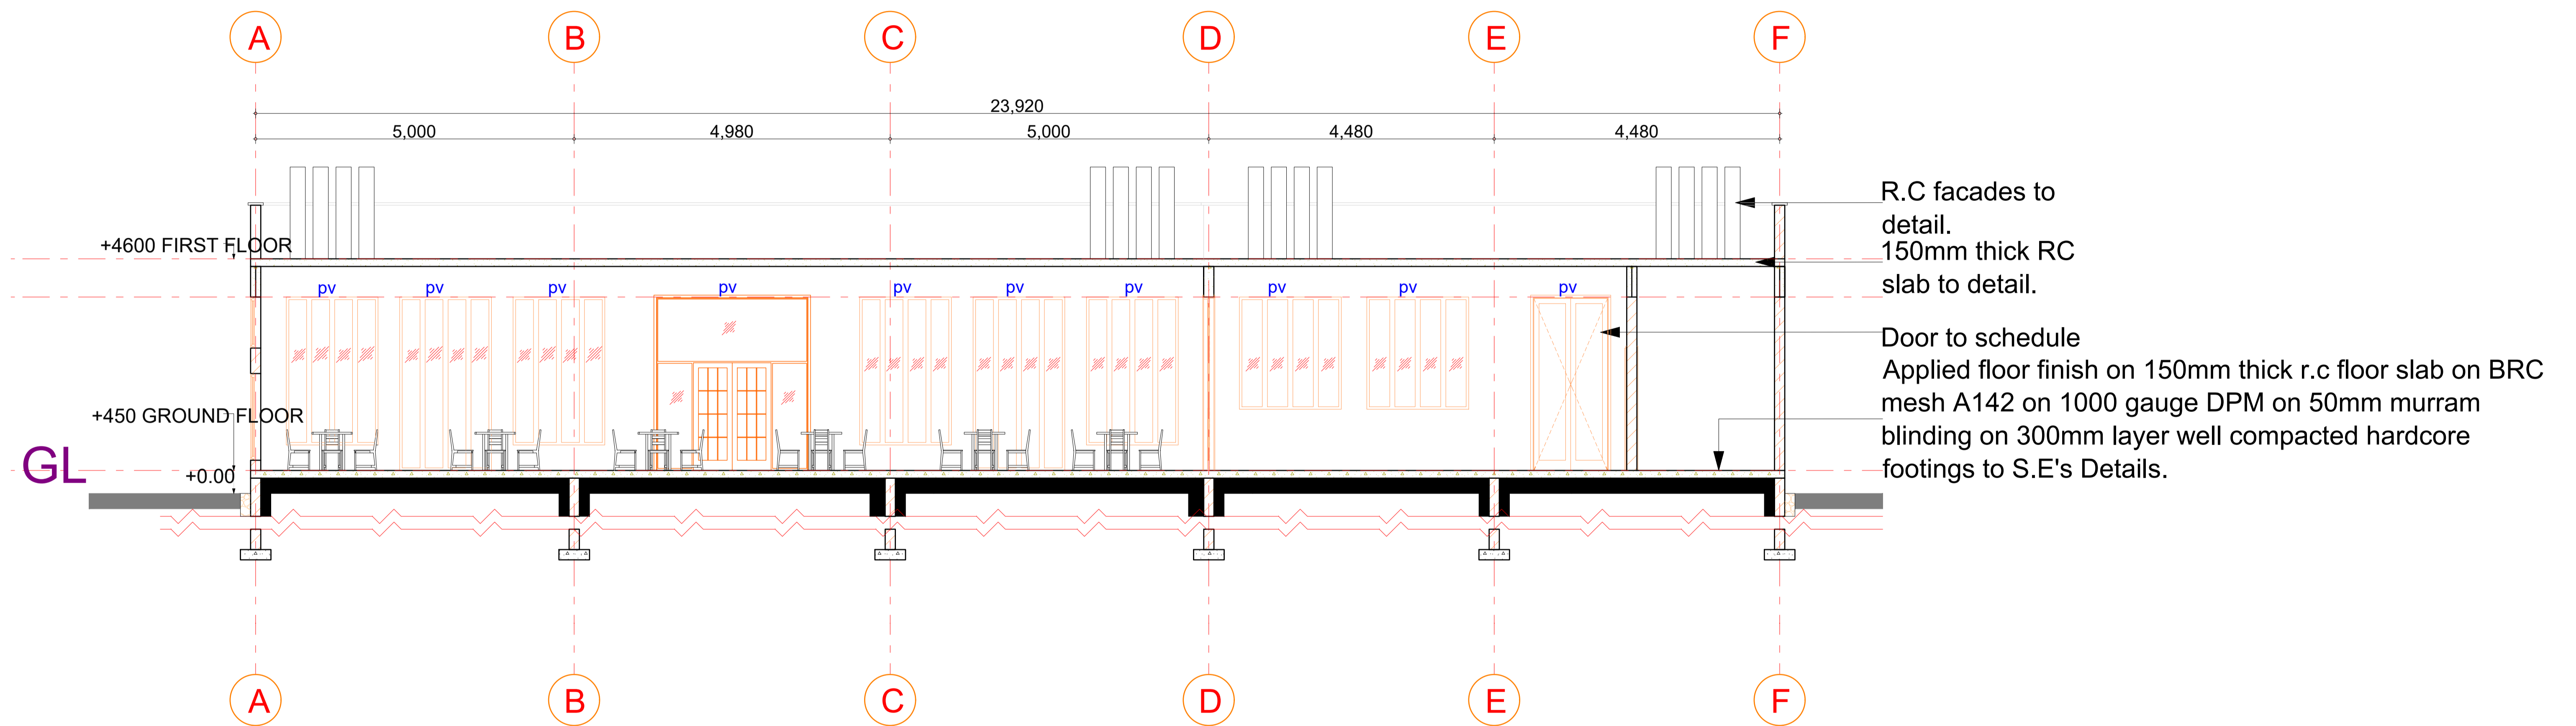 A B C D E F
23,920
5,000 4,980 5,000 4,480 4,480
R.C facades to
detail.
+4600 FIRST FLOOR
150mm thick RC
slab to detail.
pv pv pv pv pv pv pv pv pv pv
Door to schedule
Applied floor finish on 150mm thick r.c floor slab on BRC
mesh A142 on 1000 gauge DPM on 50mm murram
blinding on 300mm layer well compacted hardcore
footings to S.E's Details.
+450 GROUND FLOOR
GL
+0.00
A B C D E F